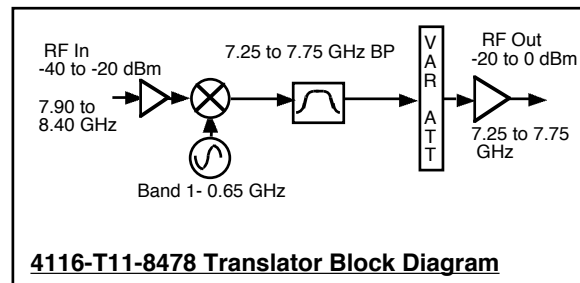 RF In
-40 to -20 dBm
7.90 to
8.40 GHz
Band 1- 0.65 GHz
7.25 to 7.75 GHz BP
VAR ATT
RF Out
-20 to 0 dBm
7.25 to 7.75
GHz
4116-T11-8478 Translator Block Diagram